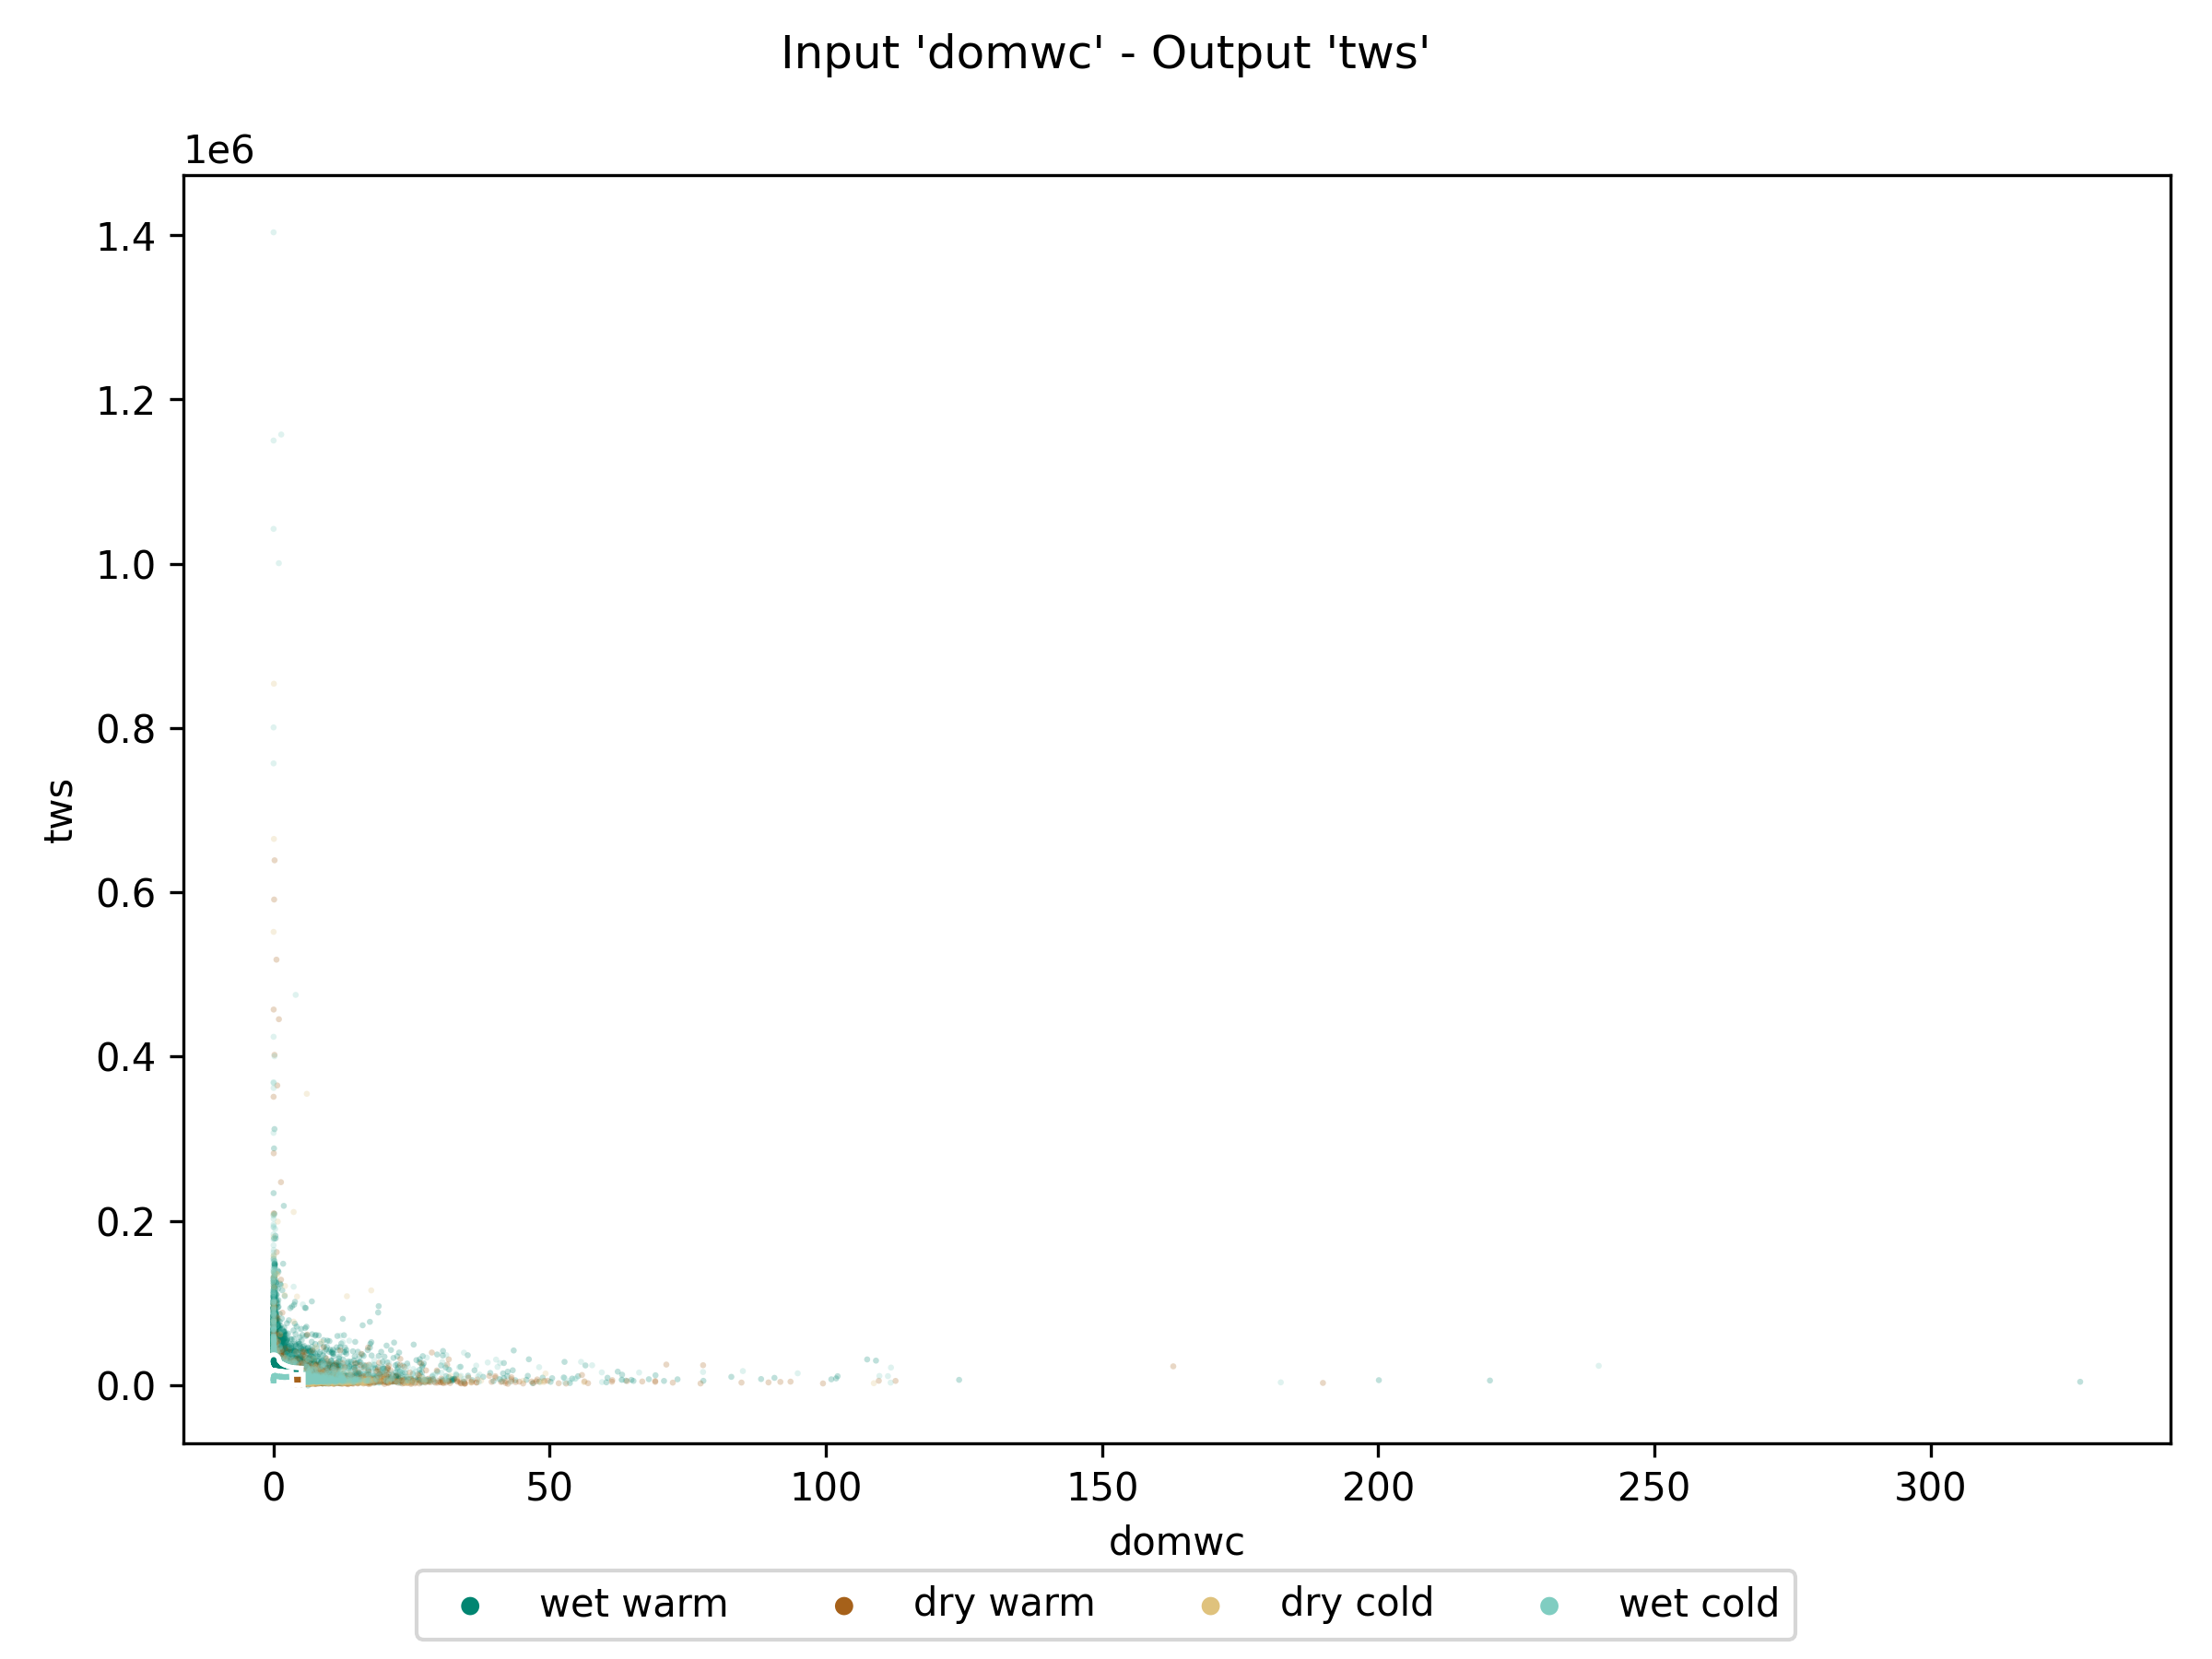 Input 'domwc' - Output 'tws'
1e6
1.4
1.2
1.0
0.8
0.6
0.4
0.2
0.0
tws
0 50 100 150 200 250 300
domwc
wet warm dry warm dry cold wet cold